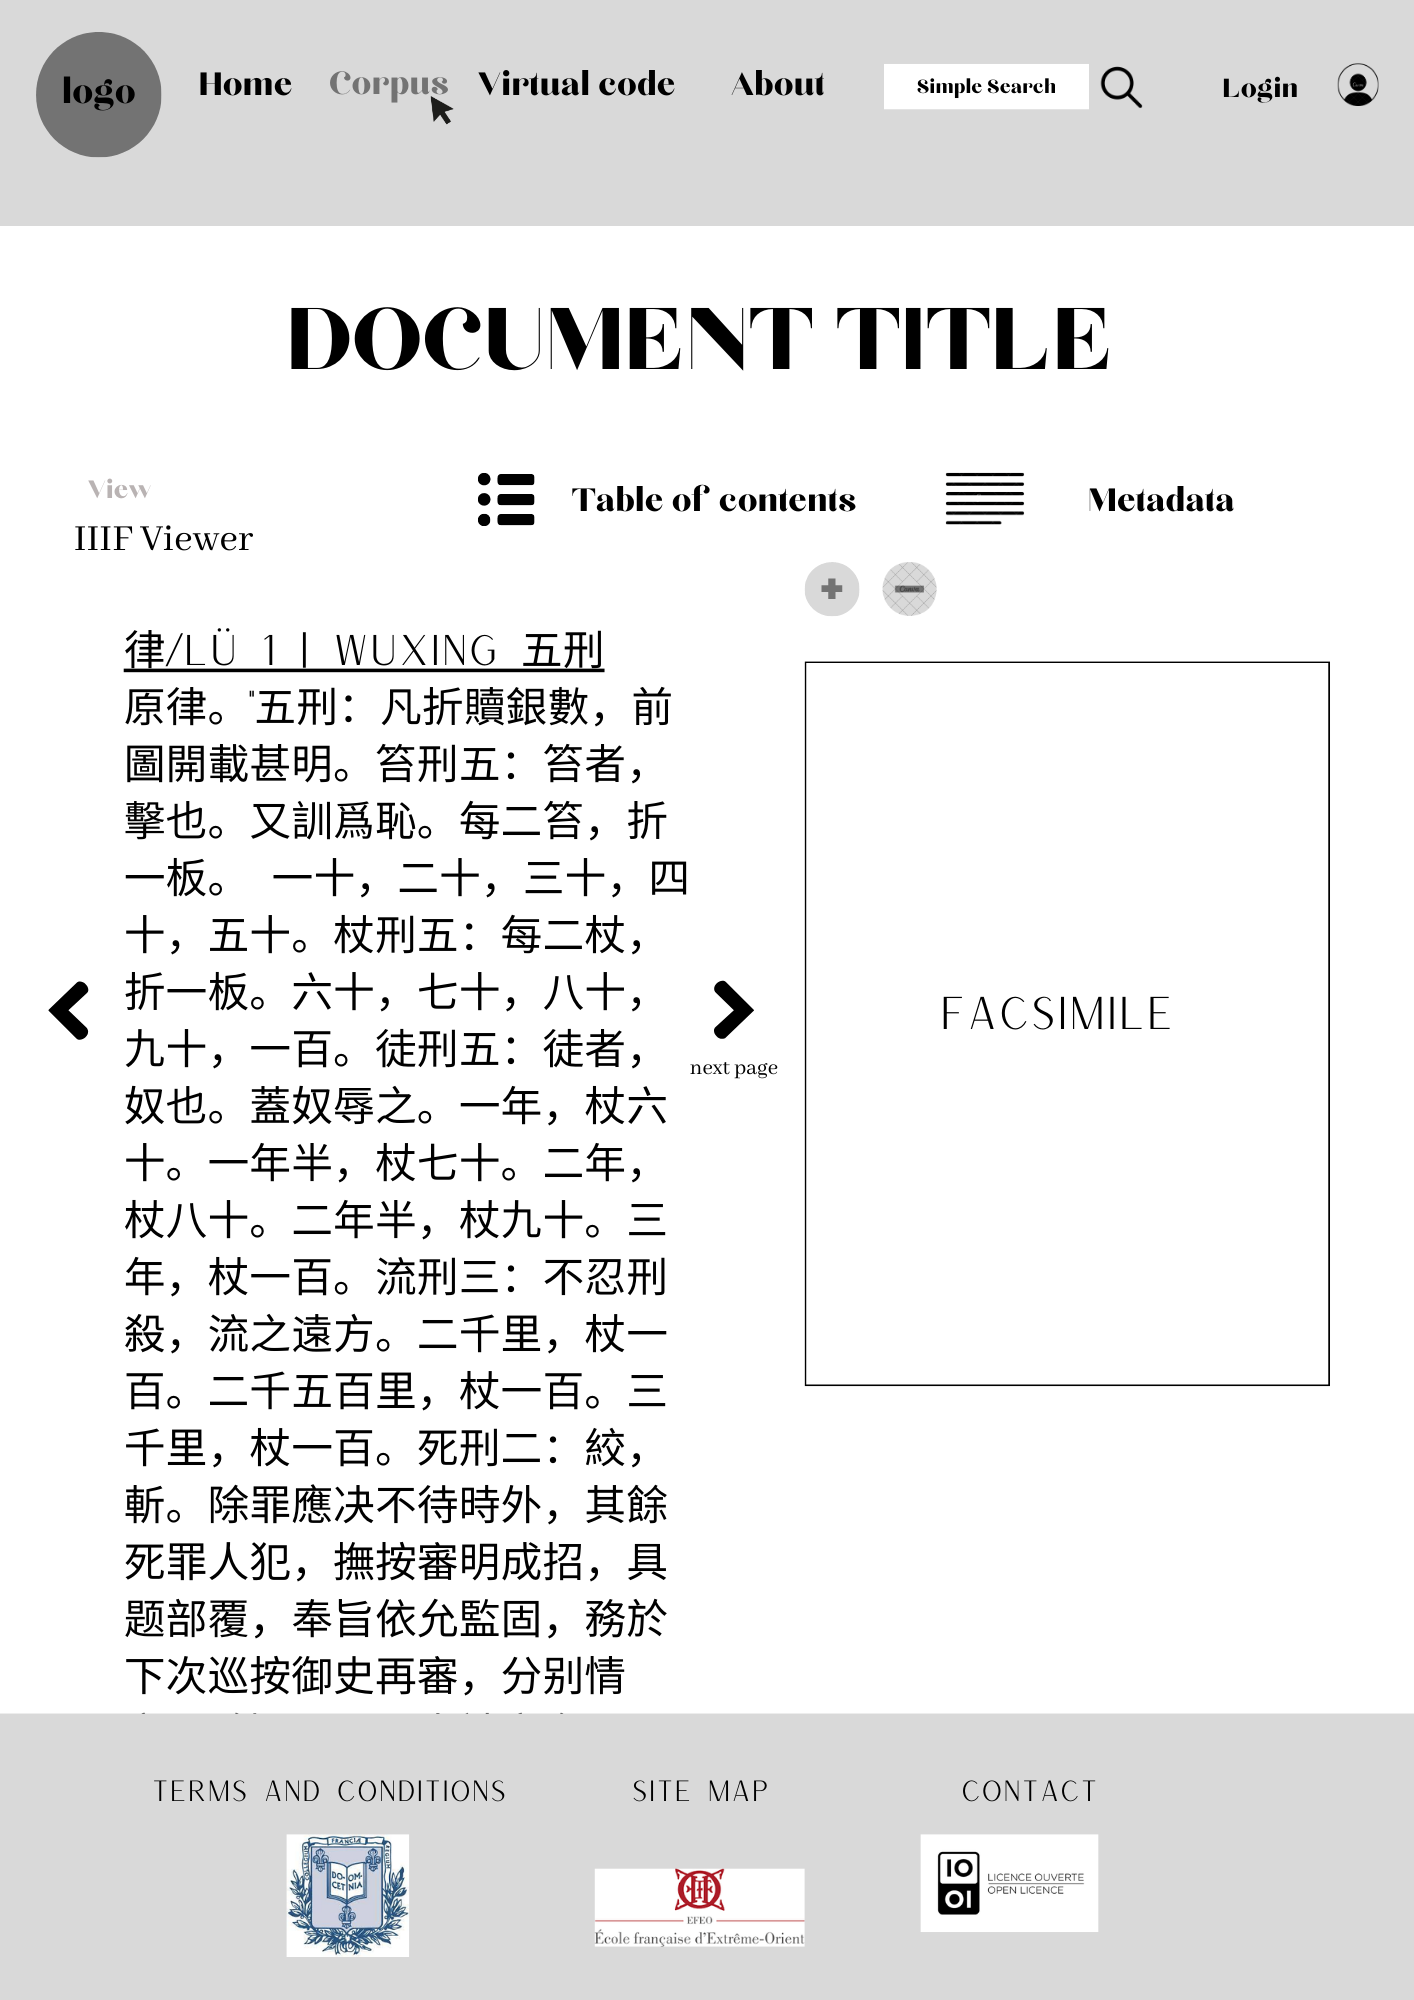 logo
Home
Corpus
Virtual code
About
Simple Search
Login
DOCUMENT TITLE
View
IIIF Viewer
Table of contents
Metadata
律/LÜ 1 | WUXING 五刑
原律。"五刑：凡折贖銀數，前
圖開載甚明。笞刑五：笞者，
擊也。又訓爲恥。每二笞，折
一板。 一十，二十，三十，四
十，五十。杖刑五：每二杖，
折一板。六十，七十，八十，
九十，一百。徒刑五：徒者，
奴也。蓋奴辱之。一年，杖六
十。一年半，杖七十。二年，
杖八十。二年半，杖九十。三
年，杖一百。流刑三：不忍刑
殺，流之遠方。二千里，杖一
百。二千五百里，杖一百。三
千里，杖一百。死刑二：絞，
斬。除罪應决不待時外，其餘
死罪人犯，撫按審明成招，具
题部覆，奉旨依允監固，務於
下次巡按御史再審，分别情
next page
FACSIMILE
TERMS AND CONDITIONS
SITE MAP
CONTACT
FRANCIÆ
COLLEGIUM
REGIUM
DO- OM-
CET NIA
EFEO
École française d'Extrême-Orient
IO
OI
LICENCE OUVERTE
OPEN LICENCE